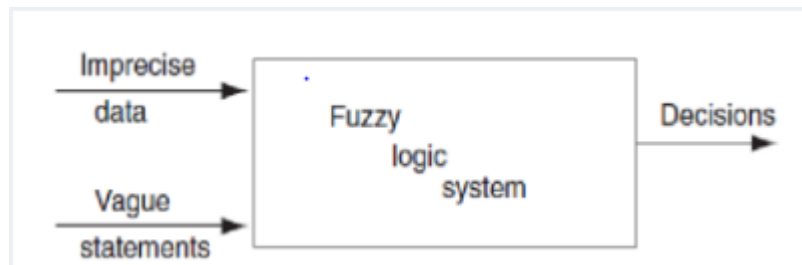 Imprecise
data
Fuzzy
logic
system
Decisions
Vague
statements